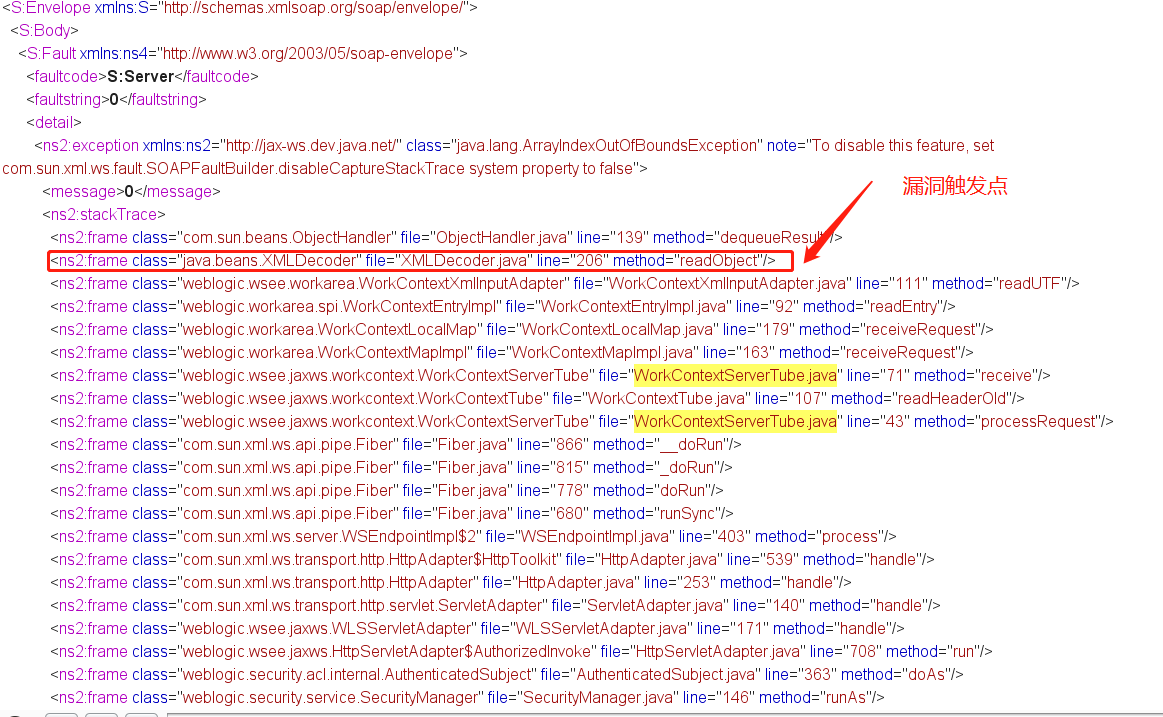 <S:Envelope xmlns:S="http://schemas.xmlsoap.org/soap/envelope/">
<S:Body>
<S:Fault xmlns:ns4="http://www.w3.org/2003/05/soap-envelope">
<faultcode>S:Server</faultcode>
<faultstring>0</faultstring>
<detail>
<ns2:exception xmlns:ns2="http://jax-ws.dev.java.net/" class="java.lang.ArrayIndexOutOfBoundsException" note="To disable this feature, set
com.sun.xml.ws.fault.SOAPFaultBuilder.disableCaptureStackTrace system property to false">
<message>0</message>
漏洞触发点
<ns2:stackTrace>
<ns2:frame class="com.sun.beans.ObjectHandler" file="ObjectHandler.java" line="139" method="dequeueResult"/>
<ns2:frame class="java.beans.XMLDecoder" file="XMLDecoder.java" line="206" method="readObject"/>
<ns2:frame class="weblogic.wsee.workarea.WorkContextXmlInputAdapter" file="WorkContextXmlInputAdapter.java" line="111" method="readUTF"/>
<ns2:frame class="weblogic.workarea.spi.WorkContextEntryImpl" file="WorkContextEntryImpl.java" line="92" method="readEntry"/>
<ns2:frame class="weblogic.workarea.WorkContextLocalMap" file="WorkContextLocalMap.java" line="179" method="receiveRequest"/>
<ns2:frame class="weblogic.workarea.WorkContextMapImpl" file="WorkContextMapImpl.java" line="163" method="receiveRequest"/>
<ns2:frame class="weblogic.wsee.jaxws.workcontext.WorkContextServerTube" file="WorkContextServerTube.java" line="71" method="receive"/>
<ns2:frame class="weblogic.wsee.jaxws.workcontext.WorkContextTube" file="WorkContextTube.java" line="107" method="readHeaderOld"/>
<ns2:frame class="weblogic.wsee.jaxws.workcontext.WorkContextServerTube" file="WorkContextServerTube.java" line="43" method="processRequest"/>
<ns2:frame class="com.sun.xml.ws.api.pipe.Fiber" file="Fiber.java" line="866" method="__doRun"/>
<ns2:frame class="com.sun.xml.ws.api.pipe.Fiber" file="Fiber.java" line="815" method="_doRun"/>
<ns2:frame class="com.sun.xml.ws.api.pipe.Fiber" file="Fiber.java" line="778" method="doRun"/>
<ns2:frame class="com.sun.xml.ws.api.pipe.Fiber" file="Fiber.java" line="680" method="runSync"/>
<ns2:frame class="com.sun.xml.ws.server.WSEndpointImpl$2" file="WSEndpointImpl.java" line="403" method="process"/>
<ns2:frame class="com.sun.xml.ws.transport.http.HttpAdapter$HttpToolkit" file="HttpAdapter.java" line="539" method="handle"/>
<ns2:frame class="com.sun.xml.ws.transport.http.HttpAdapter" file="HttpAdapter.java" line="253" method="handle"/>
<ns2:frame class="com.sun.xml.ws.transport.http.servlet.ServletAdapter" file="ServletAdapter.java" line="140" method="handle"/>
<ns2:frame class="weblogic.wsee.jaxws.WLSServletAdapter" file="WLSServletAdapter.java" line="171" method="handle"/>
<ns2:frame class="weblogic.wsee.jaxws.HttpServletAdapter$AuthorizedInvoke" file="HttpServletAdapter.java" line="708" method="run"/>
<ns2:frame class="weblogic.security.acl.internal.AuthenticatedSubject" file="AuthenticatedSubject.java" line="363" method="doAs"/>
<ns2:frame class="weblogic.security.service.SecurityManager" file="SecurityManager.java" line="146" method="runAs"/>